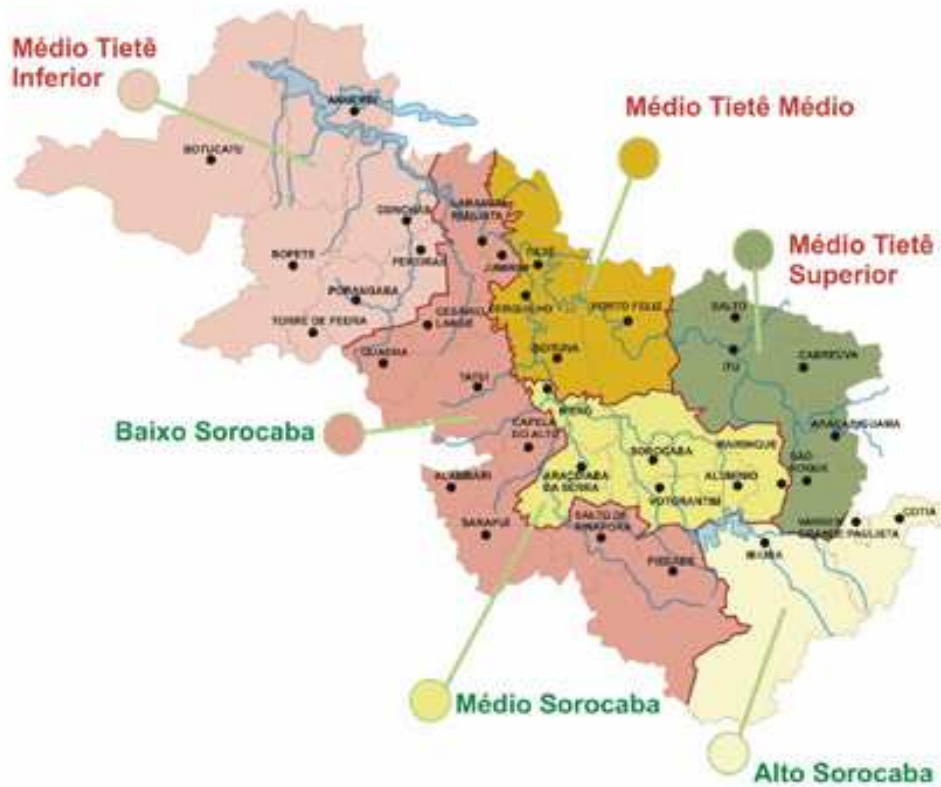 Médio Tietê
Inferior
Médio Tietê Médio
Médio Tietê
Superior
Baixo Sorocaba
Médio Sorocaba
Alto Sorocaba
ANHEMBI
BOTUCATU
CONCHAS
BOFETE
PEREIRAS
PORANGABA
TORRE DE PEDRA
LARANJAL
PAULISTA
JUMIRIM
TIETÊ
CERQUILHO
PORTO FELIZ
BOITUVA
CESARIO
LANGE
QUADRA
TATUI
SALTO
ITU
CABREUVA
ARAÇARIGUAMA
SÃO
ROQUE
IPERÓ
CAPELA
DO ALTO
SOROCABA
MAIRINQUE
ARAÇOIABA
DA SERRA
VOTORANTIM
ALUMINIO
ALAMBARI
SARAPUI
SALTO DE
PIRAPORA
PIEDADE
IBIUNA
VARGEM
GRANDE PAULISTA
COTIA